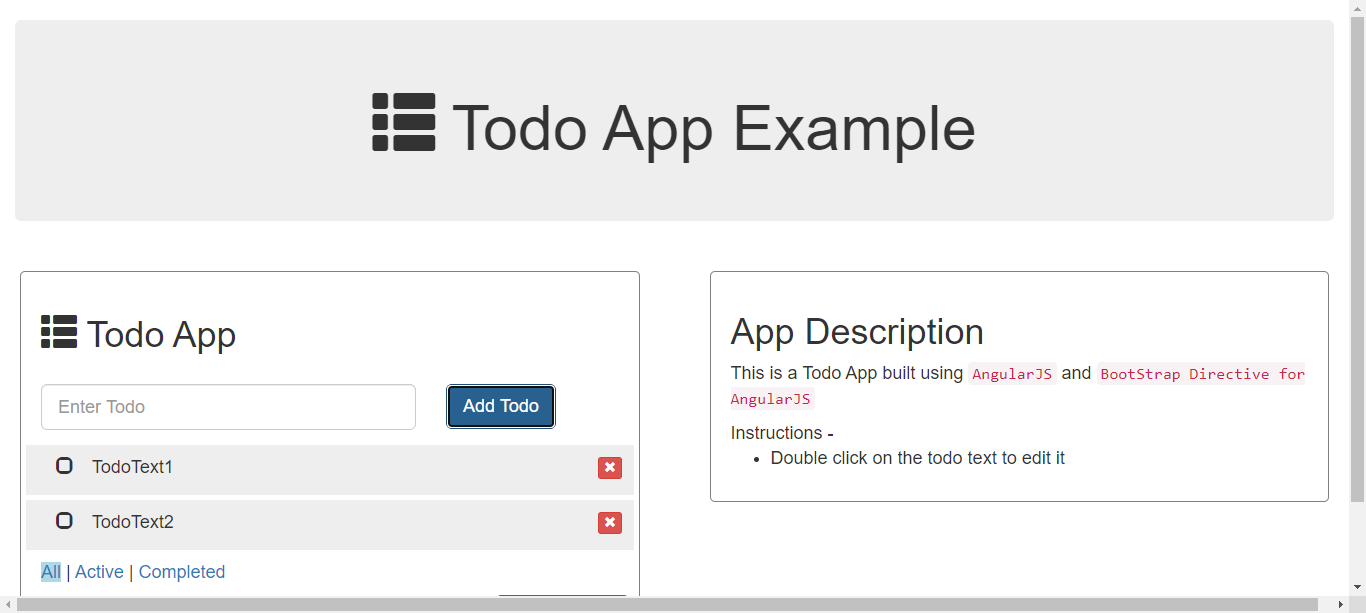 Todo App Example
Todo App
Enter Todo
Add Todo
TodoText1
TodoText2
All | Active | Completed
App Description
This is a Todo App built using AngularJS and BootStrap Directive for
AngularJS
Instructions -
• Double click on the todo text to edit it